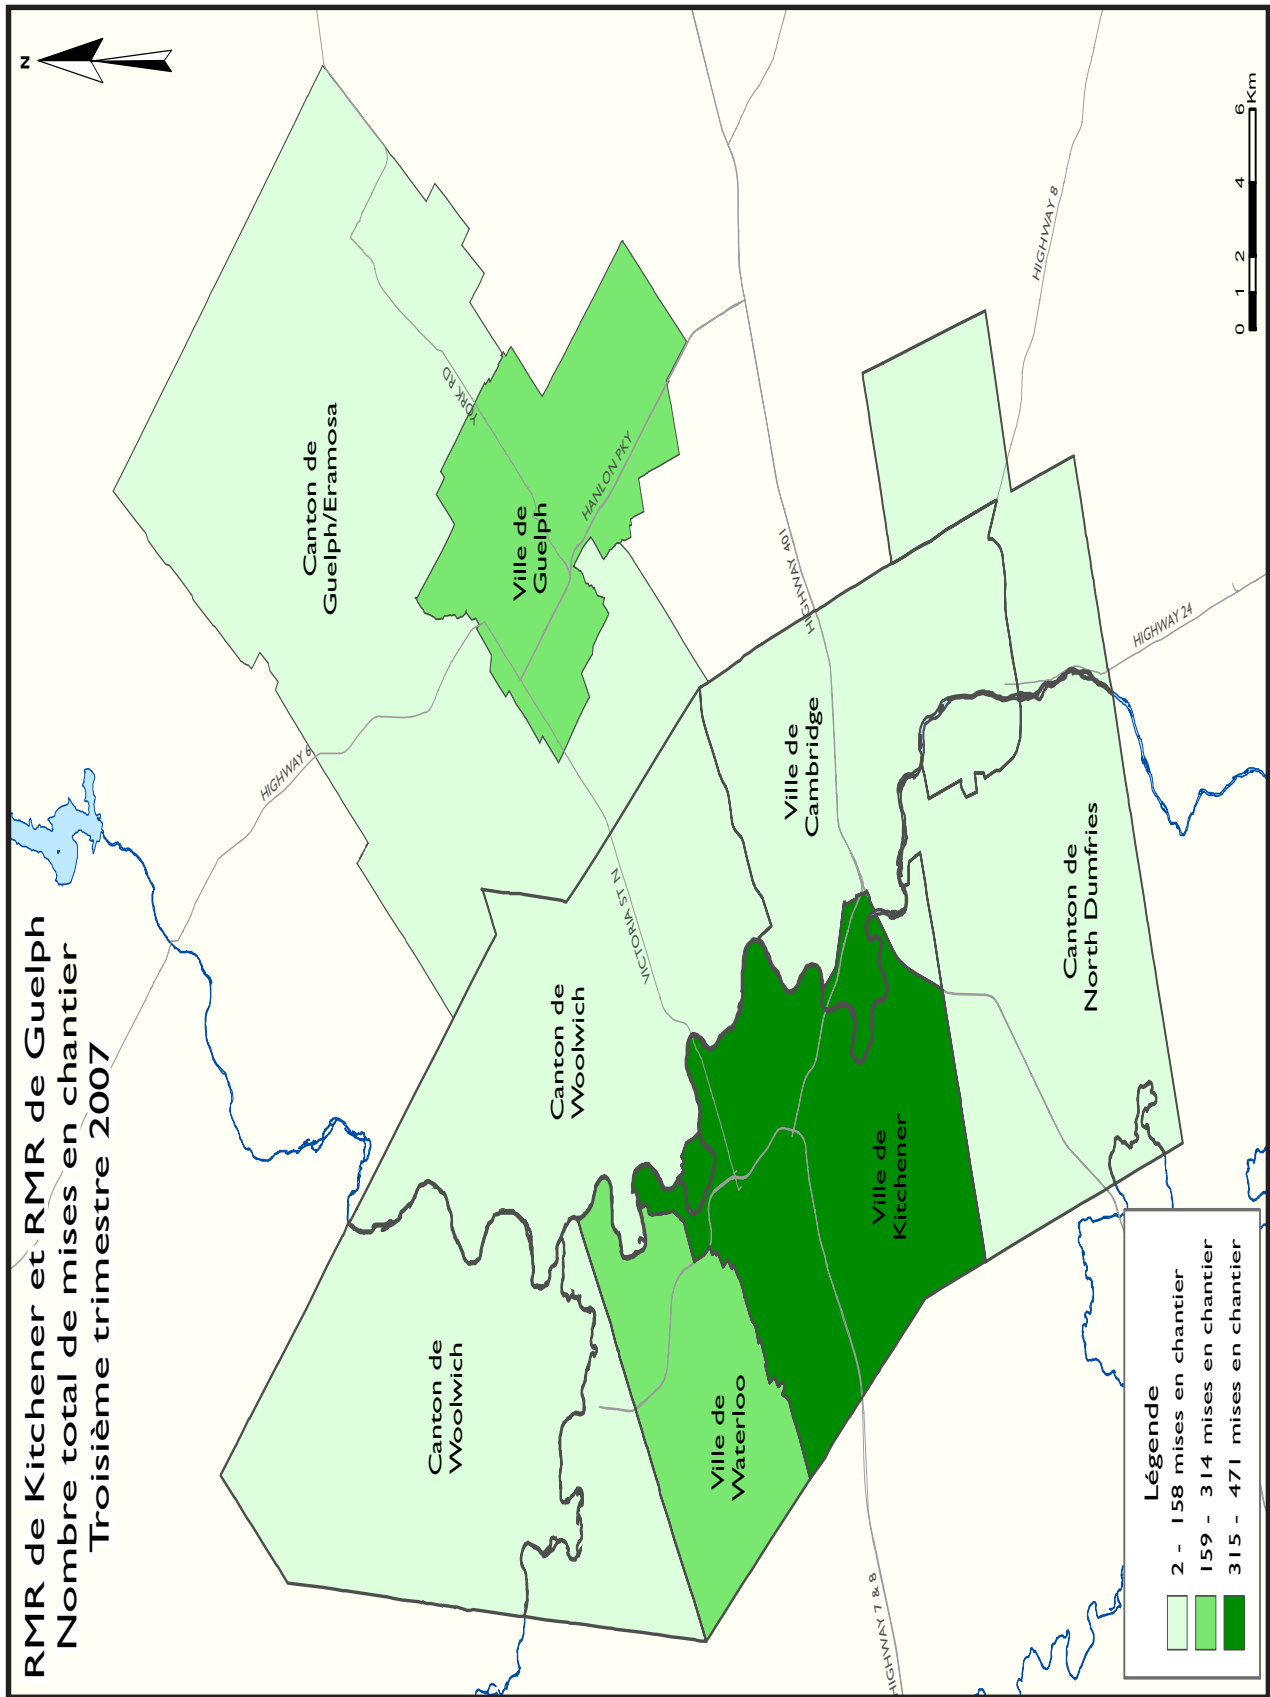 RMR de Kitchener et RMR de Guelph
Nombre total de mises en chantier
Troisième trimestre 2007
N
Canton de
Guelph/Eramosa
HIGHWAY 6
YORK RD
Ville de
Guelph
HANLON PKY
Canton de
Woolwich
Canton de
Woolwich
VICTORIA ST N
HIGHWAY 401
Ville de
Cambridge
Ville de
Waterloo
Ville de
Kitchener
HIGHWAY 8
HIGHWAY 24
Canton de
North Dumfries
HIGHWAY 7 & 8
Légende
2 - 158 mises en chantier
159 - 314 mises en chantier
315 - 471 mises en chantier
0 1 2 4 6 Km